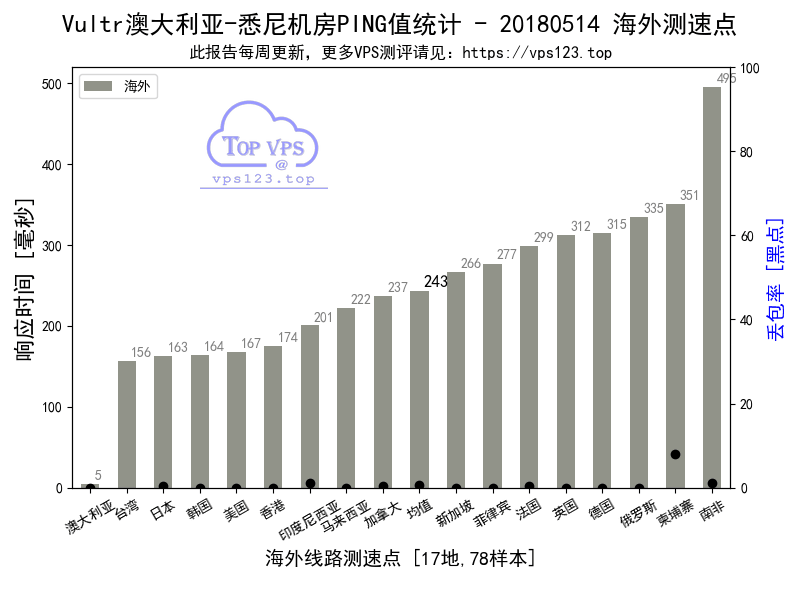 Vultr澳大利亚-悉尼机房PING值统计 - 20180514 海外测速点
此报告每周更新，更多VPS测评请见：https://vps123.top
海外
TOP VPS
@
vps123.top
响应时间 [毫秒]
500
400
300
200
100
0
100
80
60
40
20
0
丢包率 [黑点]
5
156
163
164
167
174
201
222
237
243
266
277
299
312
315
335
351
495
澳大利亚
台湾
日本
韩国
美国
香港
印度尼西亚
马来西亚
加拿大
均值
新加坡
菲律宾
法国
英国
德国
俄罗斯
柬埔寨
南非
海外线路测速点 [17地,78样本]